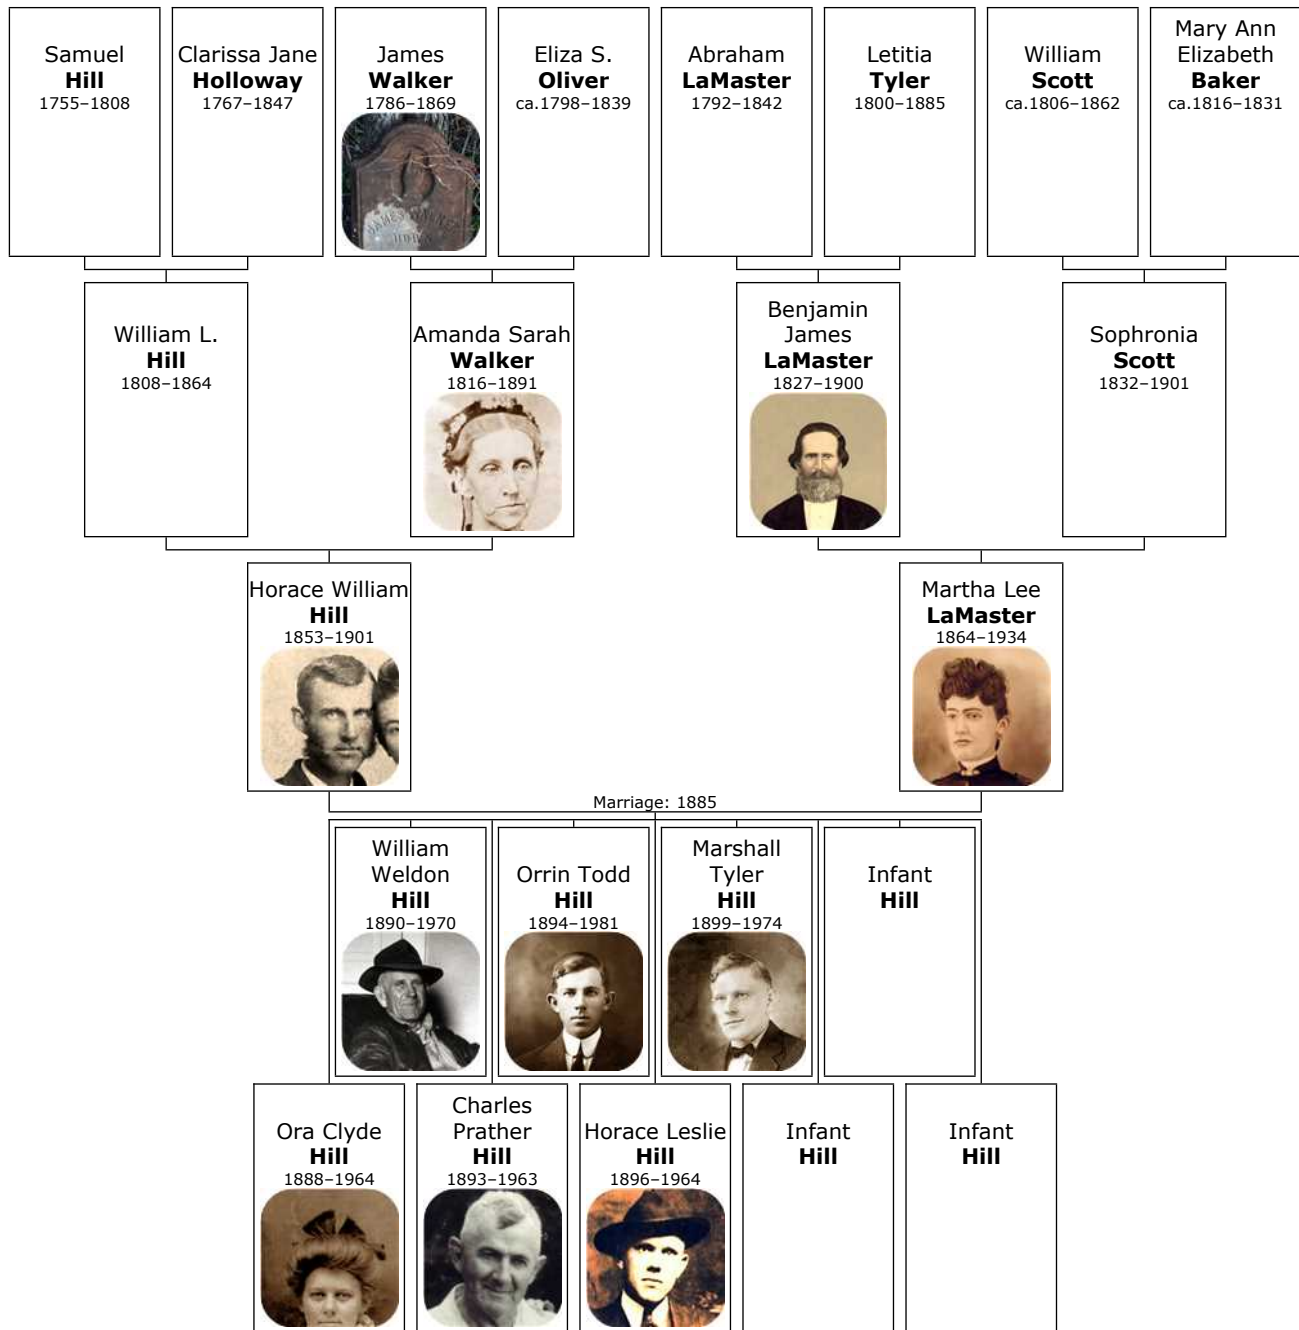 Samuel
Hill
1755–1808
Clarissa Jane
Holloway
1767–1847
James
Walker
1786–1869
Eliza S.
Oliver
ca.1798–1839
Abraham
LaMaster
1792–1842
Letitia
Tyler
1800–1885
William
Scott
ca.1806–1862
Mary Ann
Elizabeth
Baker
ca.1816–1831
JAMES
William L.
Hill
1808–1864
Amanda Sarah
Walker
1816–1891
Benjamin
James
LaMaster
1827–1900
Sophronia
Scott
1832–1901
Horace William
Hill
1853–1901
Martha Lee
LaMaster
1864–1934
Marriage: 1885
William
Weldon
Hill
1890–1970
Orrin Todd
Hill
1894–1981
Marshall
Tyler
Hill
1899–1974
Infant
Hill
Ora Clyde
Hill
1888–1964
Charles
Prather
Hill
1893–1963
Horace Leslie
Hill
1896–1964
Infant
Hill
Infant
Hill